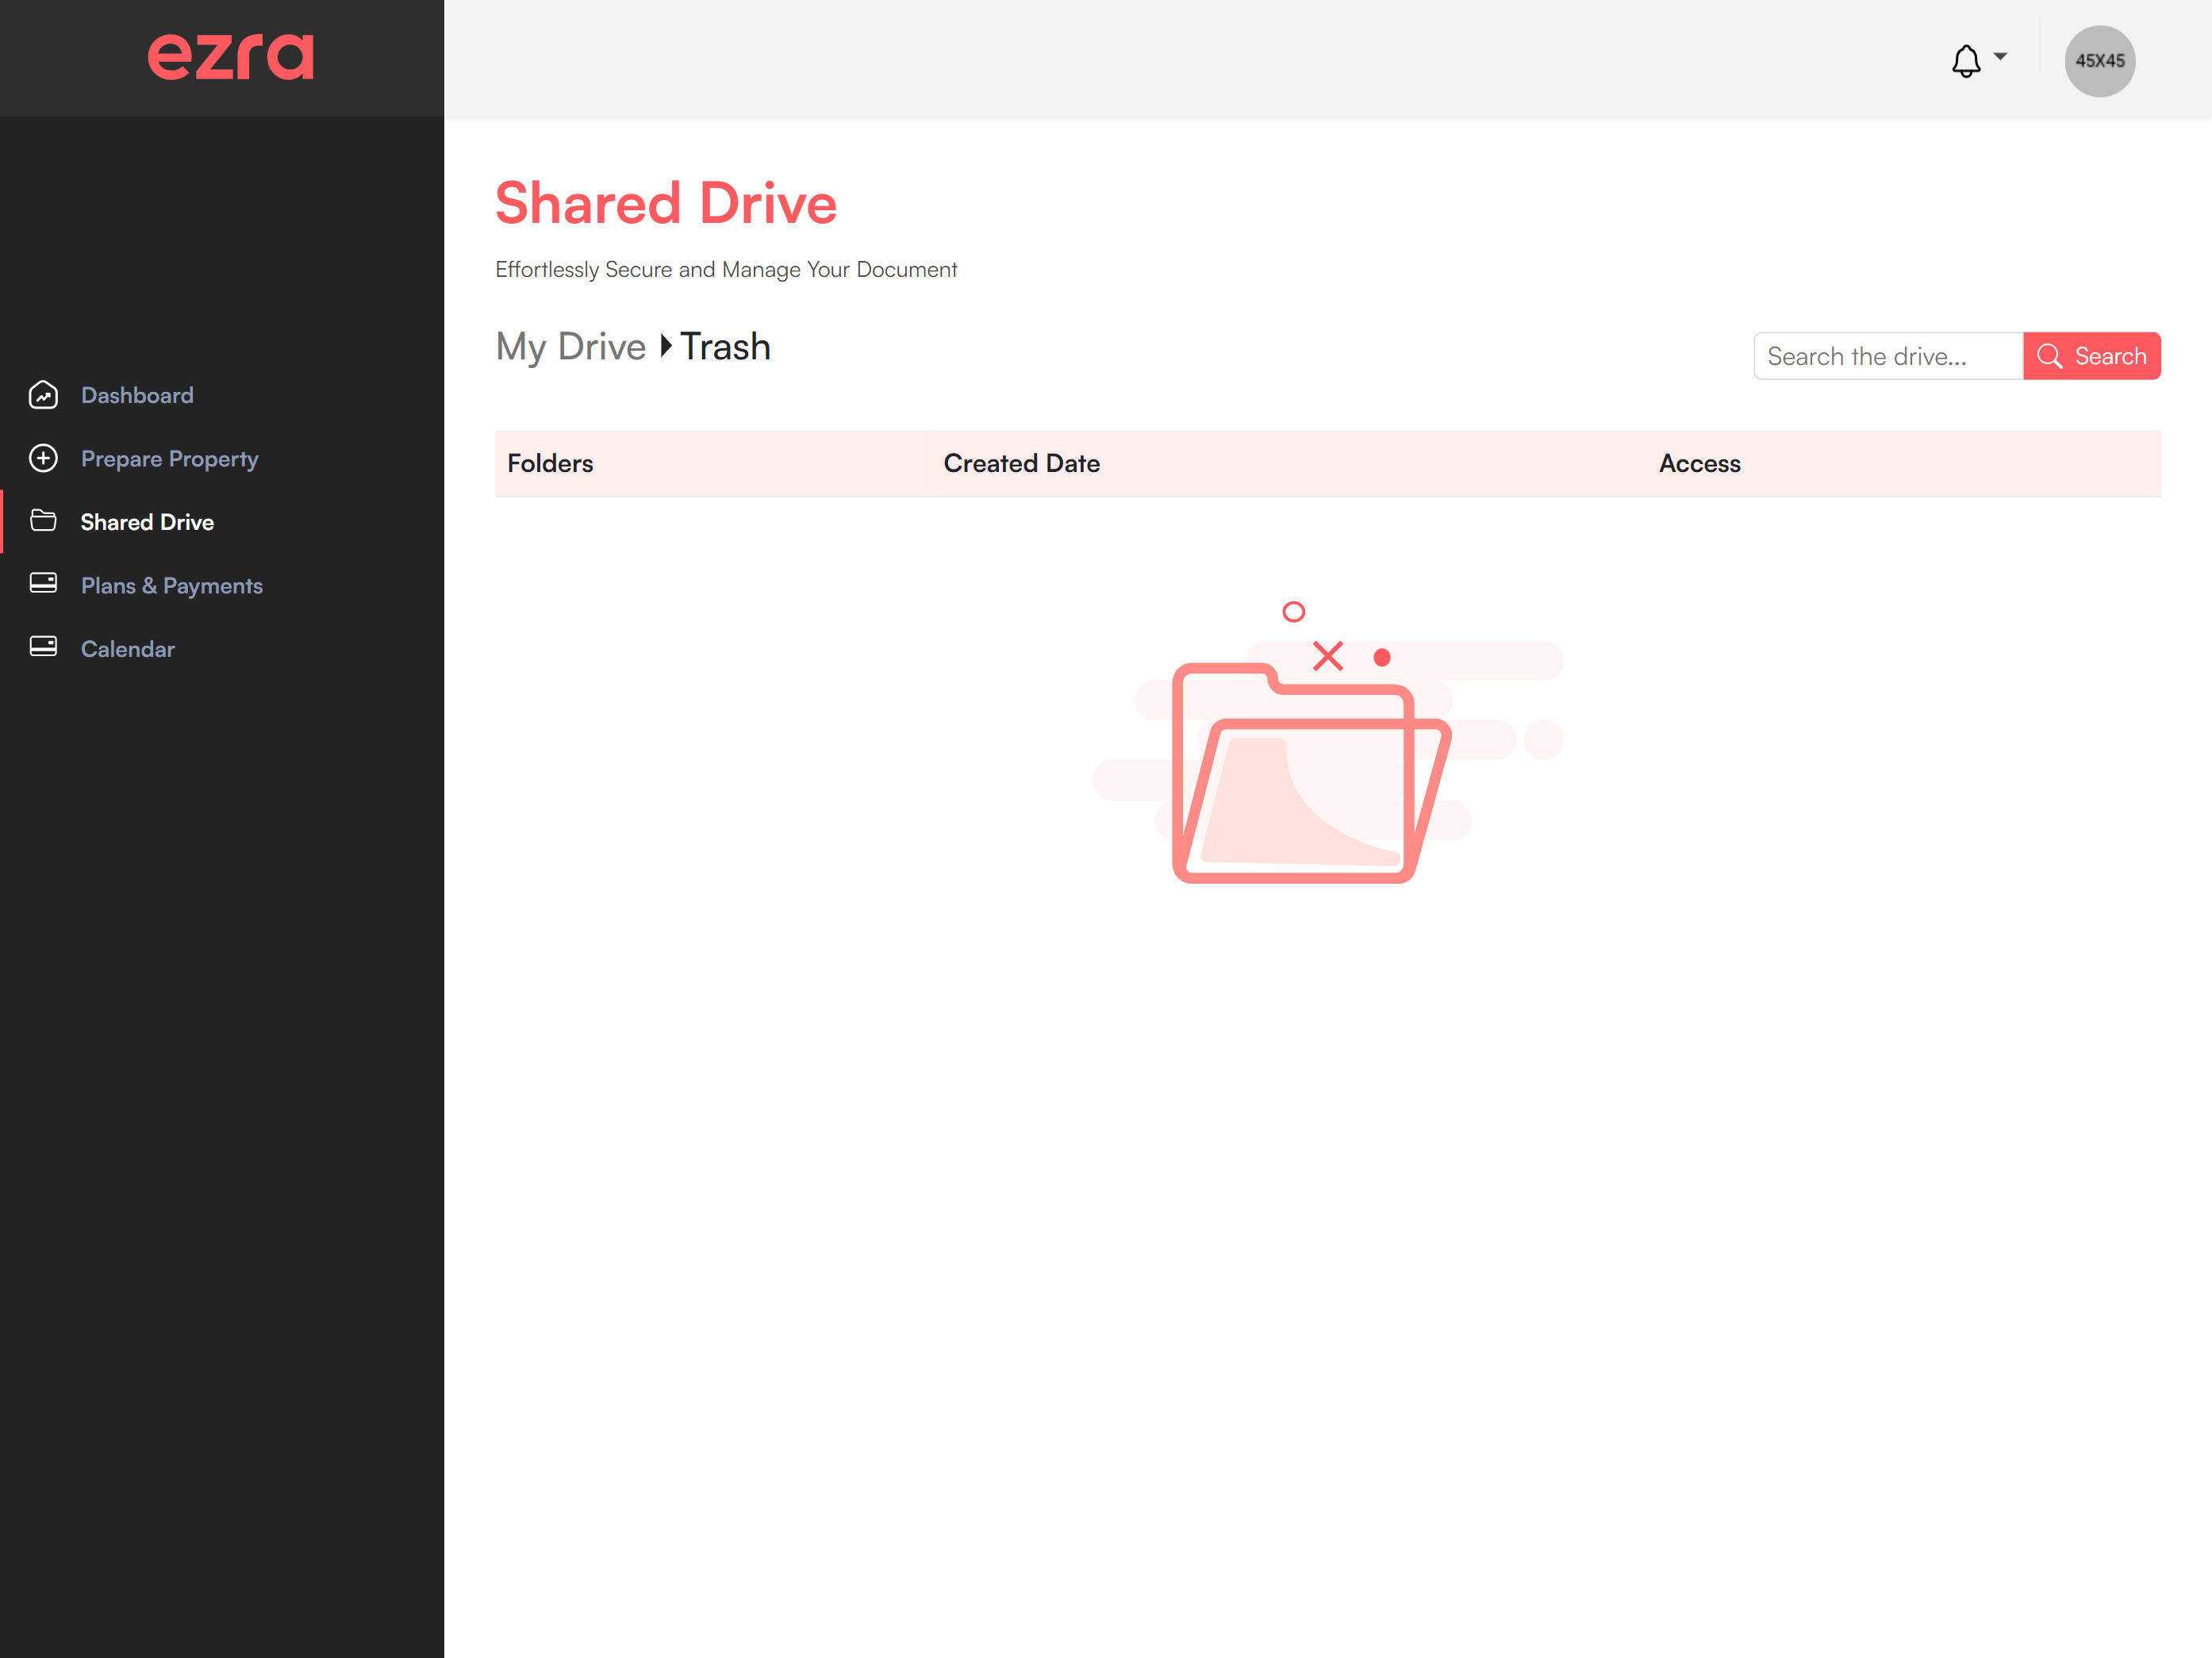 ezra
45X45
Dashboard
Prepare Property
Shared Drive
Plans & Payments
Calendar
Shared Drive
Effortlessly Secure and Manage Your Document
My Drive Trash
Search the drive... Search
Folders Created Date Access